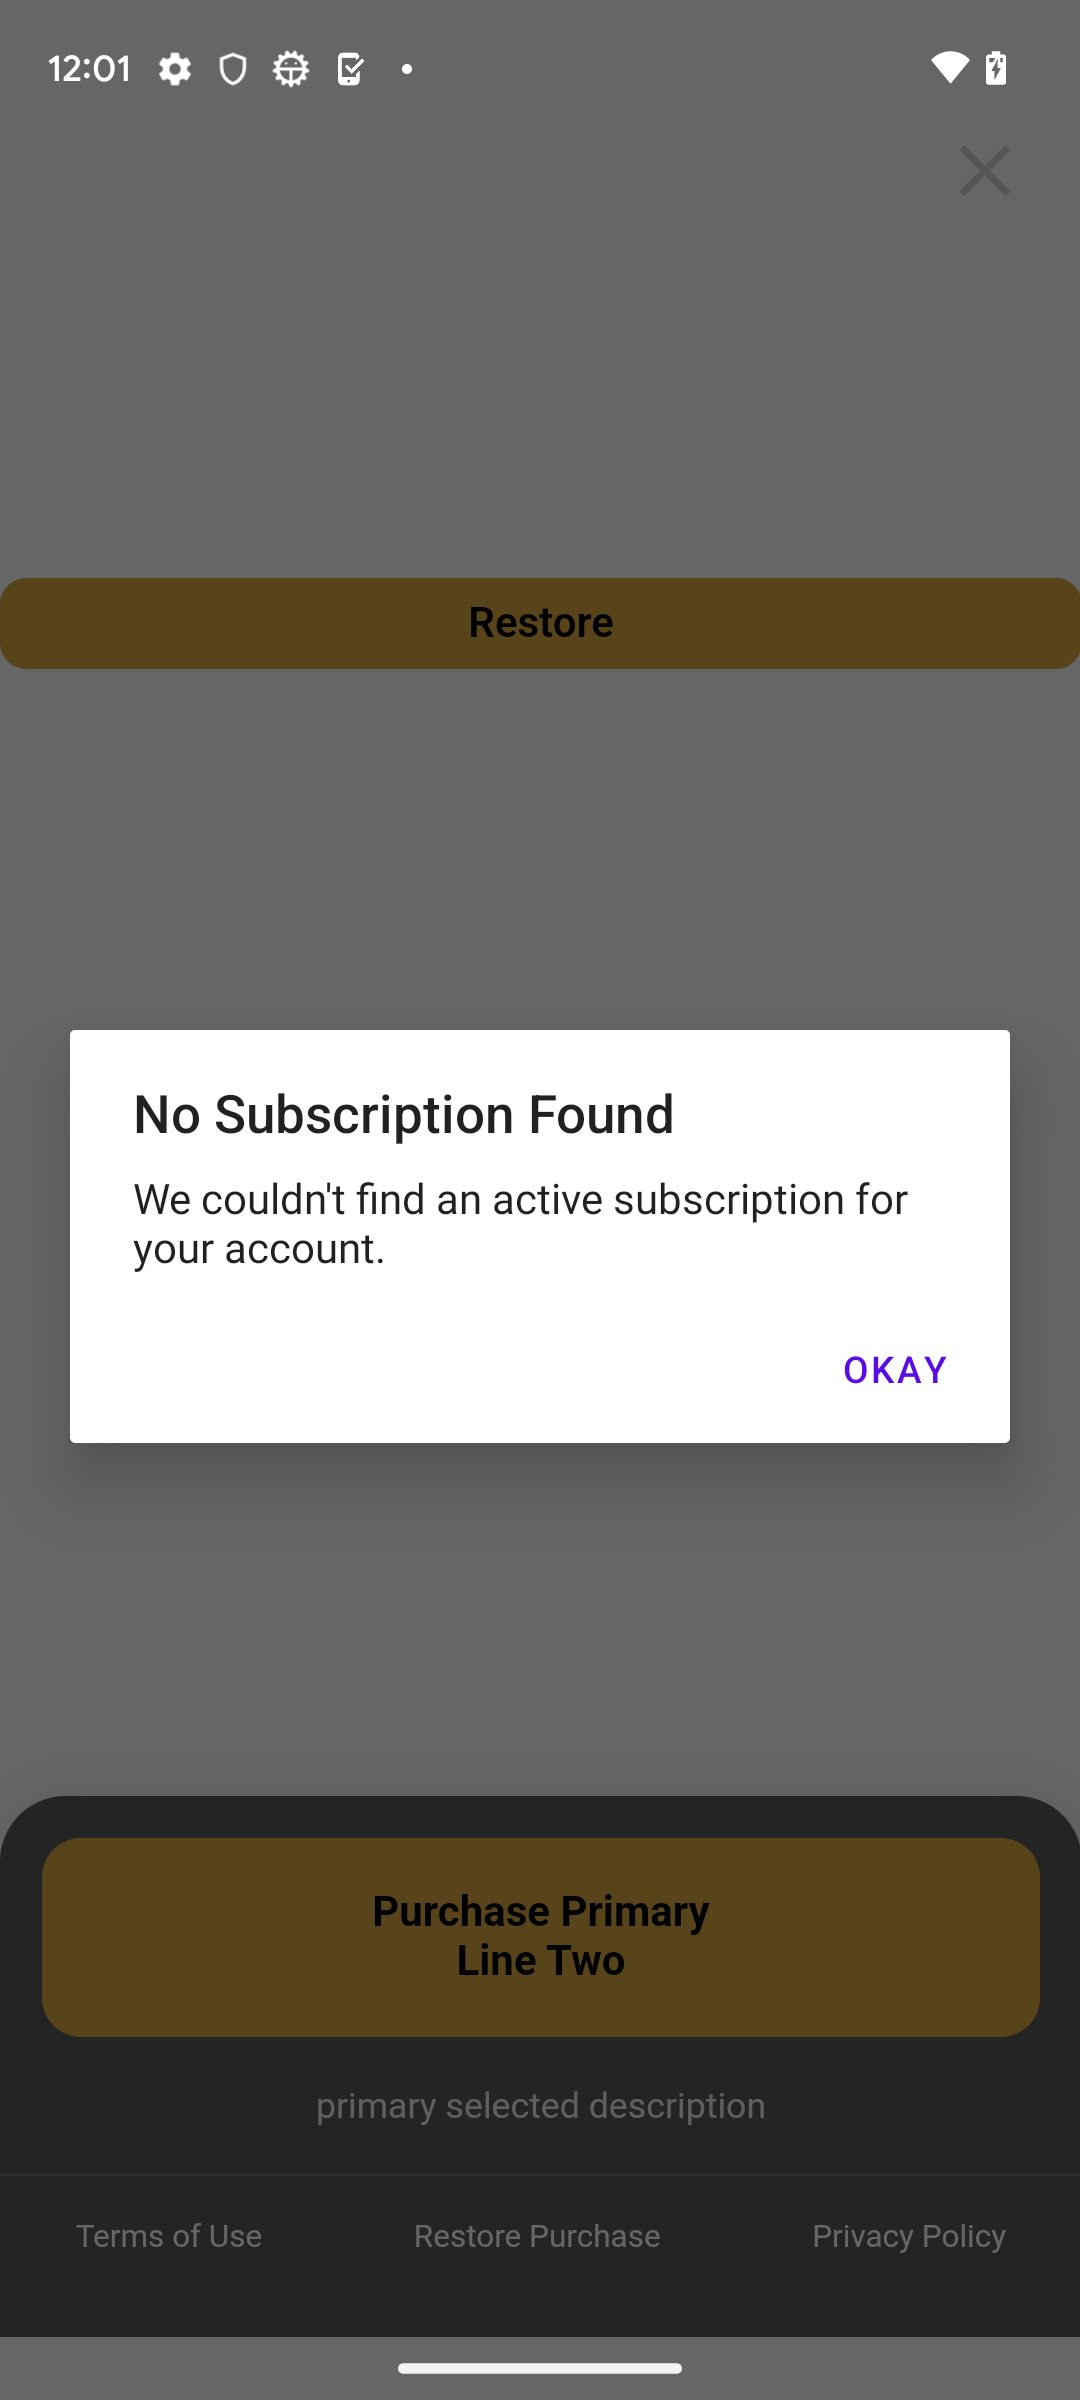 12:01
Restore
No Subscription Found
We couldn't find an active subscription for
your account.
OKAY
Purchase Primary
Line Two
primary selected description
Terms of Use
Restore Purchase
Privacy Policy